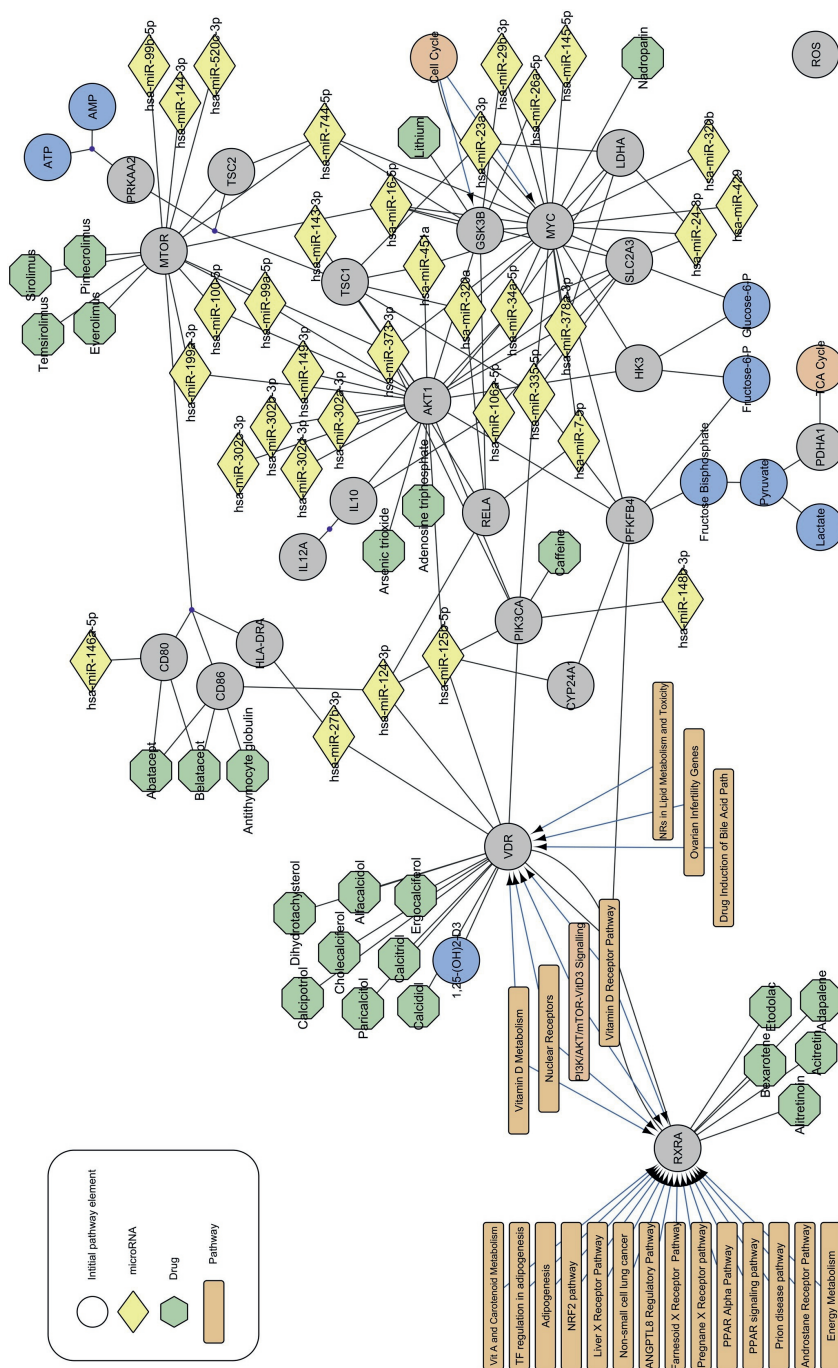 Intitial pathway element
microRNA
Drug
Pathway
Vit A and Carotenoid Metabolism
TF regulation in adipogenesis
Adipogenesis
NRF2 pathway
Liver X Receptor Pathway
Non-small cell lung cancer
ANGPTL8 Regulatory Pathway
Farnesoid X Receptor Pathway
Pregnane X Receptor pathway
PPAR Alpha Pathway
PPAR signaling pathway
Prion disease pathway
Androstane Receptor Pathway
Energy Metabolism
RXRA
Alitretinoin
Bexarotene
Acitretin
Etodolac
Adapalene
Vitamin D Metabolism
Nuclear Receptors
PI3K/AKT/mTOR-VitD3 Signalling
Vitamin D Receptor Pathway
NRs in Lipid Metabolism and Toxicity
Ovarian Infertility Genes
Drug Induction of Bile Acid Path
Dihydrotachysterol
Calcipotriol
Cholecalciferol
Alfacalcidol
Paricalcitol
Calcitriol
Ergocalciferol
Calcidiol
1,25-(OH)2-D3
VDR
Abatacept
Belatacept
Antithymocyte globulin
hsa-miR-27b-3p
hsa-miR-146a-5p
CD80
CD86
HLA-DRA
hsa-miR-124-3p
hsa-miR-125b-5p
CYP24A1
PIK3CA
Caffeine
hsa-miR-148b-3p
PFKFB4
RELA
IL12A
IL10
Arsenic trioxide
Adenosine triphosphate
AKT1
hsa-miR-302c-3p
hsa-miR-302b-3p
hsa-miR-302d-3p
hsa-miR-302a-3p
hsa-miR-149-3p
hsa-miR-373-3p
hsa-miR-199a-3p
hsa-miR-100-5p
hsa-miR-99a-5p
hsa-miR-106a-5p
hsa-miR-335-5p
hsa-miR-7-5p
hsa-miR-378a-3p
hsa-miR-34a-5p
hsa-miR-320a
hsa-miR-451a
hsa-miR-143-3p
hsa-miR-16-5p
hsa-miR-744-5p
Temsirolimus
Sirolimus
Everolimus
Pimecrolimus
MTOR
PRKAA2
ATP
AMP
TSC2
TSC1
hsa-miR-99b-5p
hsa-miR-144-3p
hsa-miR-520c-3p
GSK3B
Lithium
Cell Cycle
hsa-miR-23a-3p
hsa-miR-29b-3p
hsa-miR-26a-5p
hsa-miR-145-5p
Nadroparin
MYC
LDHA
SLC2A3
HK3
hsa-miR-24-3p
hsa-miR-320b
hsa-miR-429
Glucose-6-P
Fructose-6-P
Fructose Bisphosphate
Pyruvate
Lactate
PDHA1
TCA Cycle
ROS